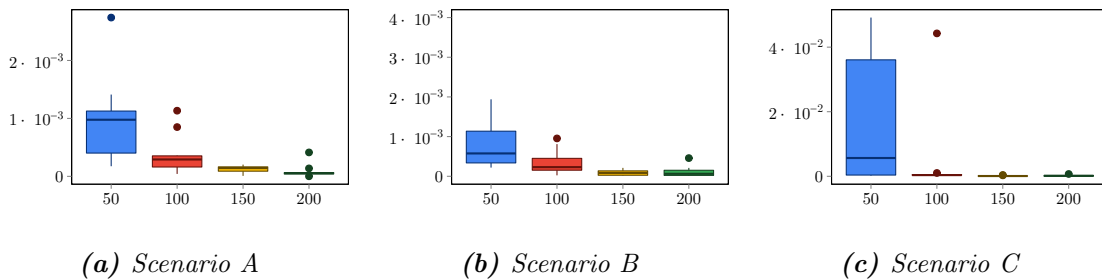 2 · 10⁻³
1 · 10⁻³
0
50 100 150 200
4 · 10⁻³
3 · 10⁻³
2 · 10⁻³
1 · 10⁻³
0
50 100 150 200
4 · 10⁻²
2 · 10⁻²
0
50 100 150 200
(a) Scenario A
(b) Scenario B
(c) Scenario C